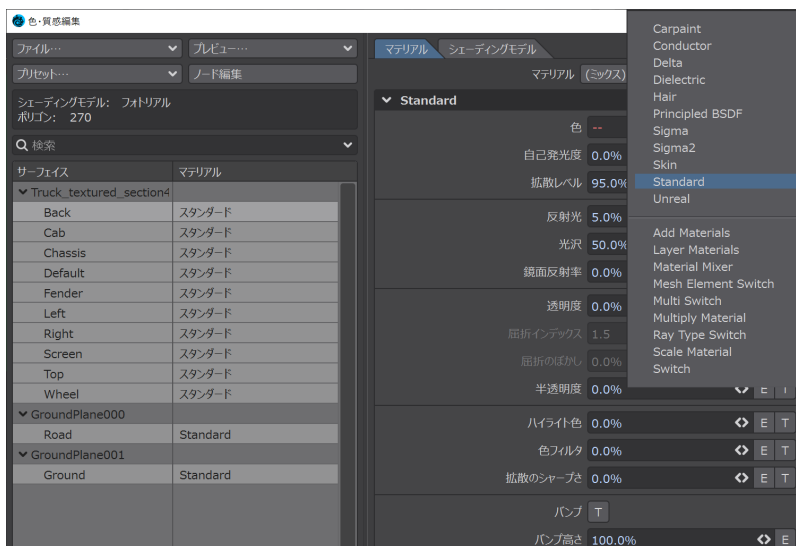 色・質感編集
ファイル…
プレビュー…
プリセット…
ノード編集
シェーディングモデル: フォトリアル
ポリゴン: 270
検索
サーフェイス マテリアル
Truck_textured_section4
Back スタンダード
Cab スタンダード
Chassis スタンダード
Default スタンダード
Fender スタンダード
Left スタンダード
Right スタンダード
Screen スタンダード
Top スタンダード
Wheel スタンダード
GroundPlane000
Road Standard
GroundPlane001
Ground Standard
マテリアル シェーディングモデル
マテリアル (ミックス)
Standard
色 --
自己発光度 0.0%
拡散レベル 95.0%
反射光 5.0%
光沢 50.0%
鏡面反射率 0.0%
透明度 0.0%
屈折インデックス 1.5
屈折のぼかし 0.0%
半透明度 0.0% E T
ハイライト色 0.0% E T
色フィルタ 0.0% E T
拡散のシャープさ 0.0% E T
バンプ T
バンプ高さ 100.0% E
Carpaint
Conductor
Delta
Dielectric
Hair
Principled BSDF
Sigma
Sigma2
Skin
Standard
Unreal
Add Materials
Layer Materials
Material Mixer
Mesh Element Switch
Multi Switch
Multiply Material
Ray Type Switch
Scale Material
Switch